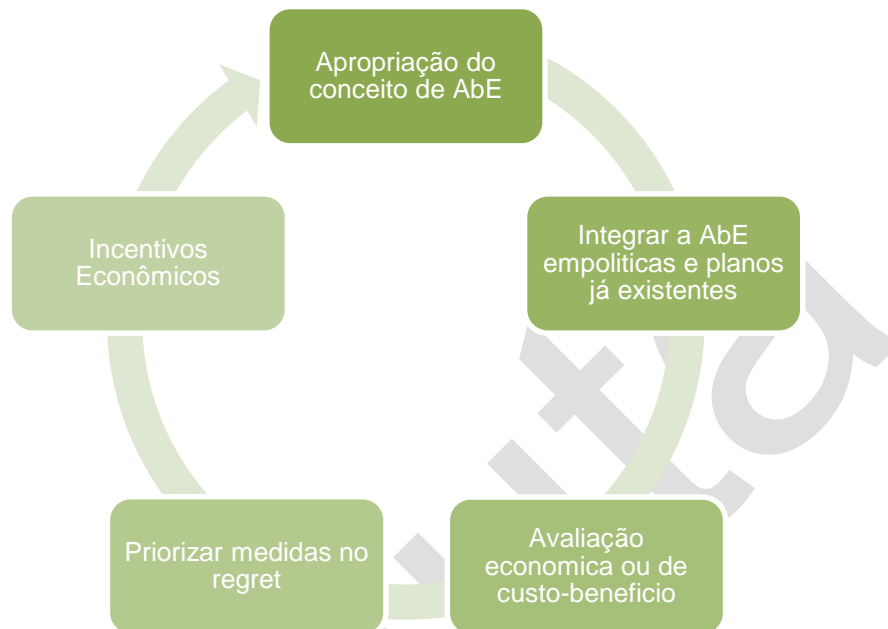 Apropriação do
conceito de AbE
Integrar a AbE
empoliticas e planos
já existentes
Avaliação
economica ou de
custo-beneficio
Priorizar medidas no
regret
Incentivos
Econômicos